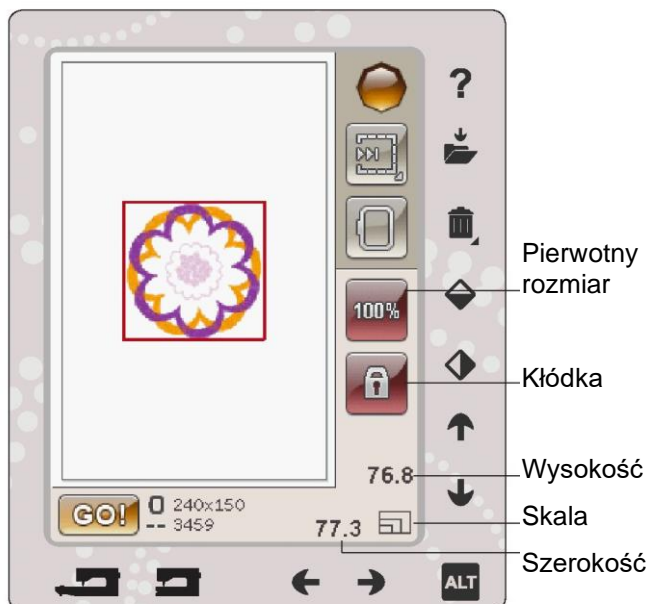 ?
Pierwotny
rozmiar
100%
Kłódka
76.8
Wysokość
GO!
240x150
-- 3459
77.3
Skala
Szerokość
ALT